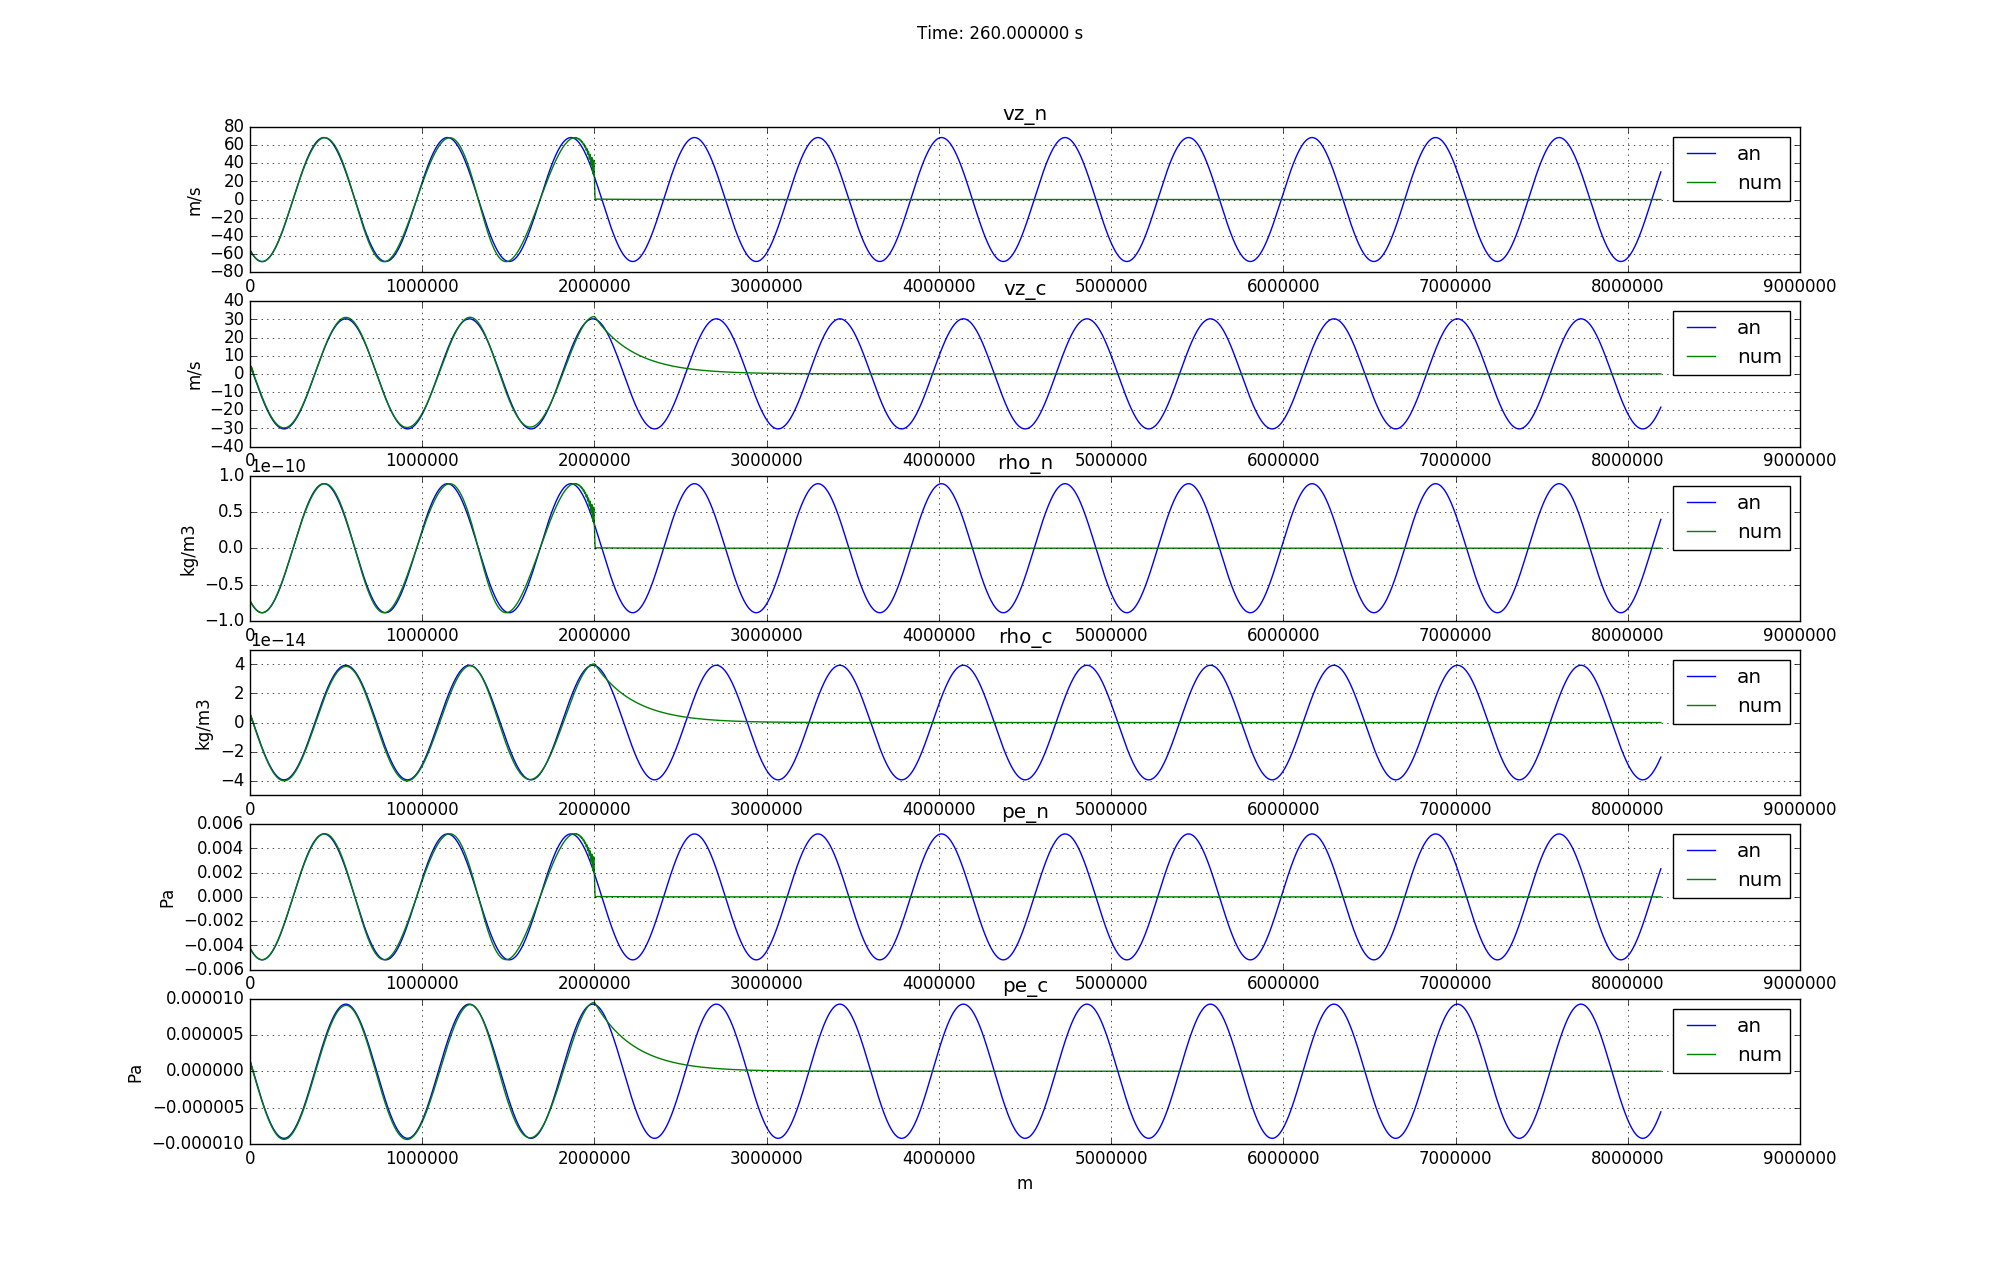 Time: 260.000000 s
vz_n
80
60
40
20
0
−20
−40
−60
−80
m/s
an
num
0 1000000 2000000 3000000 4000000 5000000 6000000 7000000 8000000 9000000
vz_c
40
30
20
10
0
−10
−20
−30
−40
m/s
an
num
0 1000000 2000000 3000000 4000000 5000000 6000000 7000000 8000000 9000000
1e−10
rho_n
1.0
0.5
0.0
−0.5
−1.0
kg/m3
an
num
0 1000000 2000000 3000000 4000000 5000000 6000000 7000000 8000000 9000000
1e−14
rho_c
4
2
0
−2
−4
kg/m3
an
num
0 1000000 2000000 3000000 4000000 5000000 6000000 7000000 8000000 9000000
pe_n
0.006
0.004
0.002
0.000
−0.002
−0.004
−0.006
Pa
an
num
0 1000000 2000000 3000000 4000000 5000000 6000000 7000000 8000000 9000000
pe_c
0.000010
0.000005
0.000000
−0.000005
−0.000010
Pa
an
num
0 1000000 2000000 3000000 4000000 5000000 6000000 7000000 8000000 9000000
m